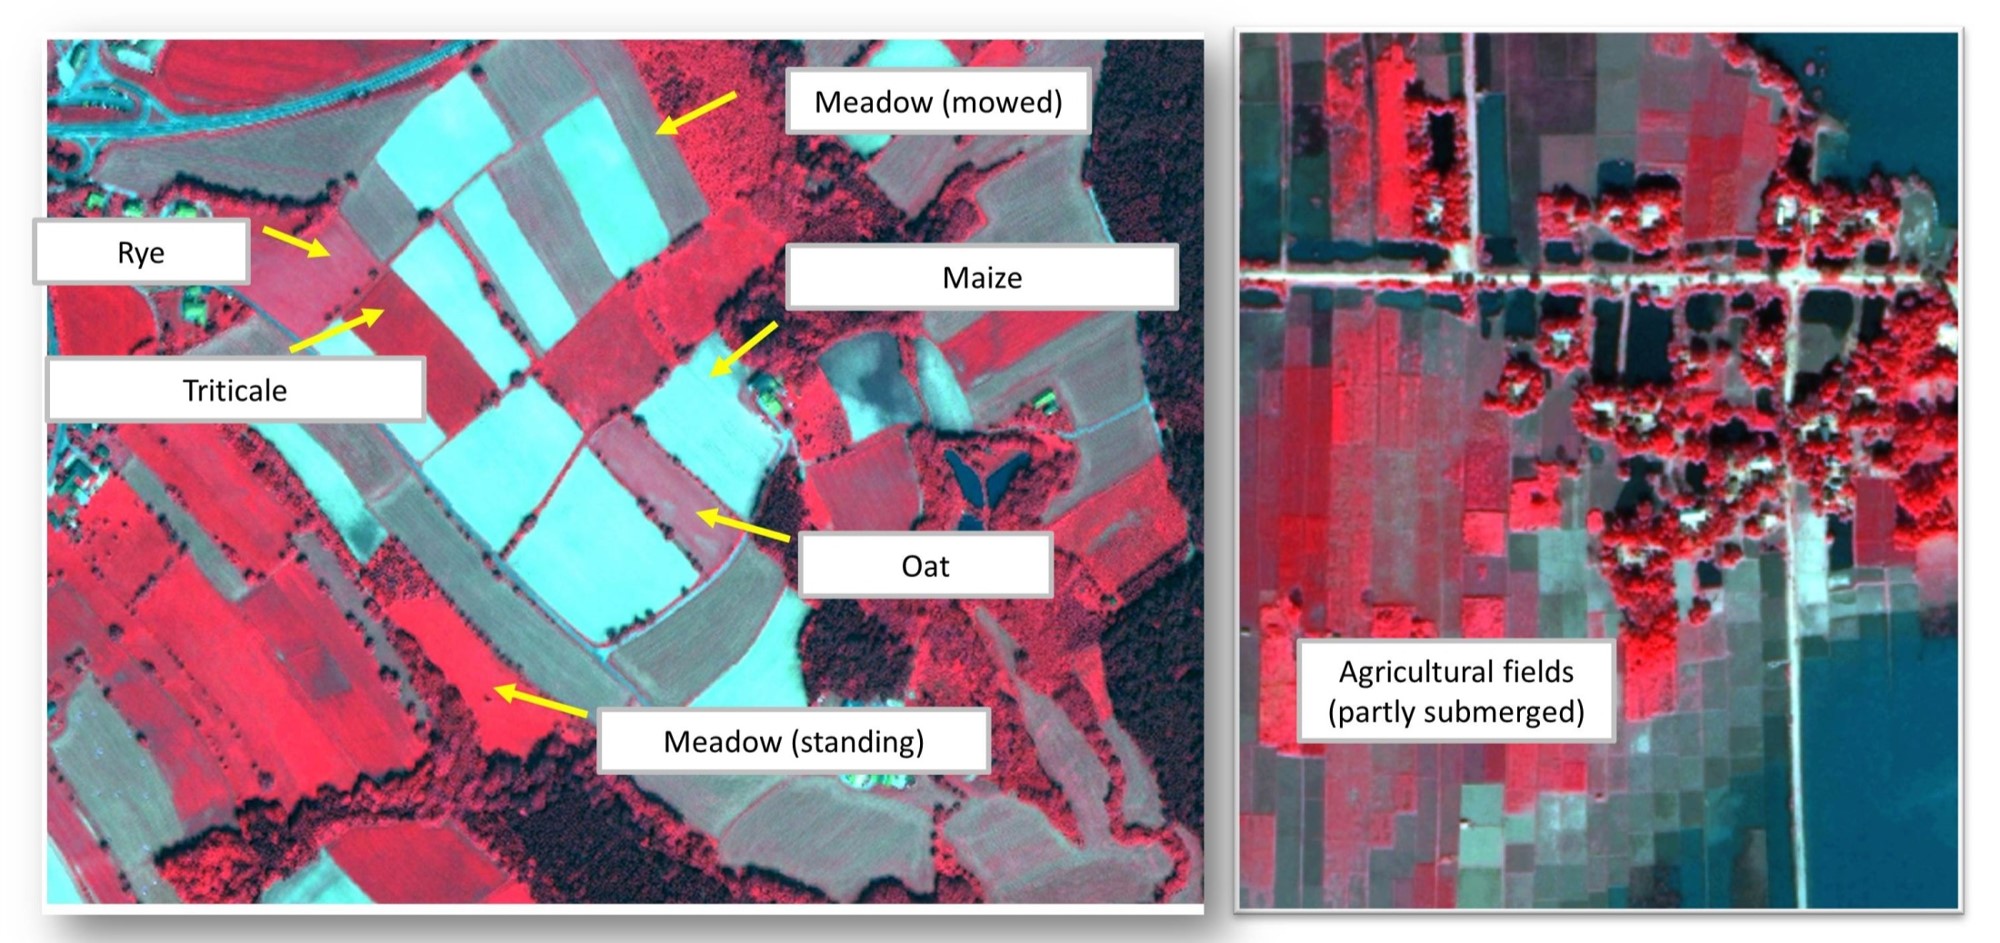 Meadow (mowed)
Rye
Maize
Triticale
Oat
Meadow (standing)
Agricultural fields
(partly submerged)